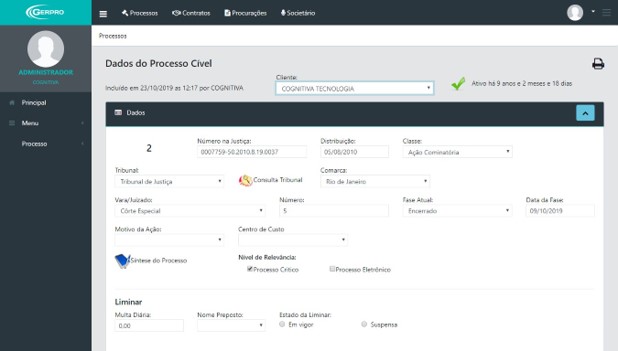 GERPRO
Processos Contratos Procurações Societário
ADMINISTRADOR
COGNITIVA
Principal
Menu
Processo
Processos
Dados do Processo Cível
Incluído em 23/10/2019 às 12:17 por COGNITIVA
Cliente:
COGNITIVA TECNOLOGIA
Ativo há 9 anos e 2 meses e 18 dias
Dados
2
Número na Justiça: Distribuição: Classe:
0007759-50.2010.8.19.0037 05/08/2010 Ação Cominatória
Tribunal: Comarca:
Tribunal de Justiça Consulta Tribunal Rio de Janeiro
Vara/Juizado: Número: Fase Atual: Data da Fase:
Côrte Especial 5 Encerrado 09/10/2019
Motivo da Ação: Centro de Custo
Síntese do Processo
Nível de Relevância:
Processo Crítico Processo Eletrônico
Liminar
Multa Diária: Nome Preposto: Estado da Liminar:
0,00 Em vigor Suspensa